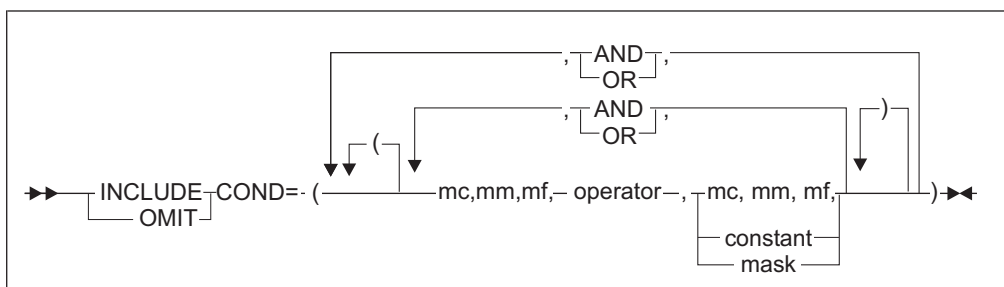 , AND ,
OR
, AND ,
OR
)
(
INCLUDE COND= ( mc,mm,mf, operator , mc, mm, mf, )
OMIT
constant
mask